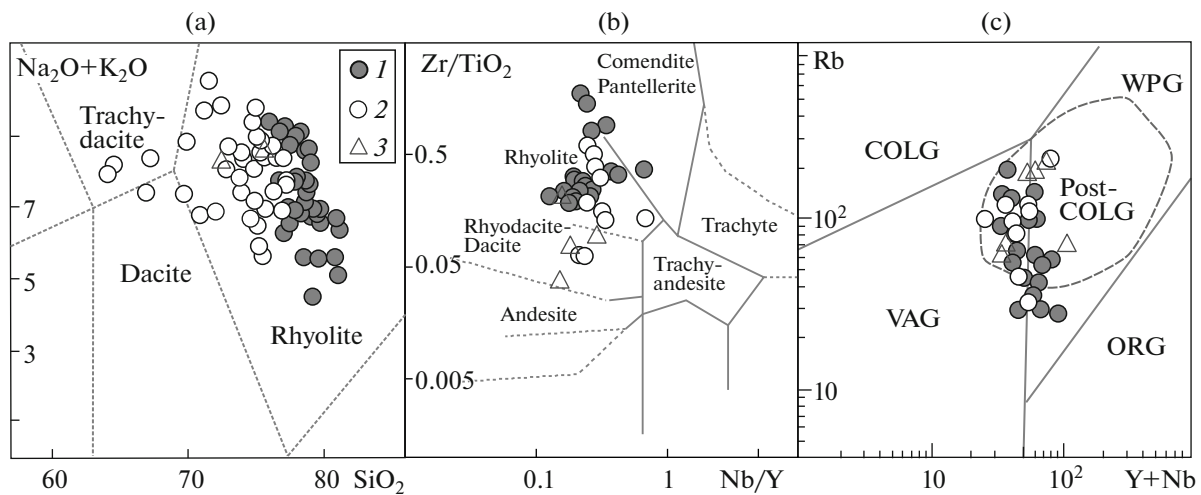 (a)
Na₂O+K₂O
Trachy-
dacite
Dacite
Rhyolite
1
2
3
7
5
3
60
70
SiO₂
80
(b)
Zr/TiO₂
Comendite
Pantellerite
0.5
Rhyolite
Rhyodacite-
Dacite
Trachyte
0.05
Trachy-
andesite
Andesite
0.005
0.1
Nb/Y
1
(c)
Rb
WPG
COLG
Post-
COLG
10²
VAG
ORG
10
10
10²
Y+Nb